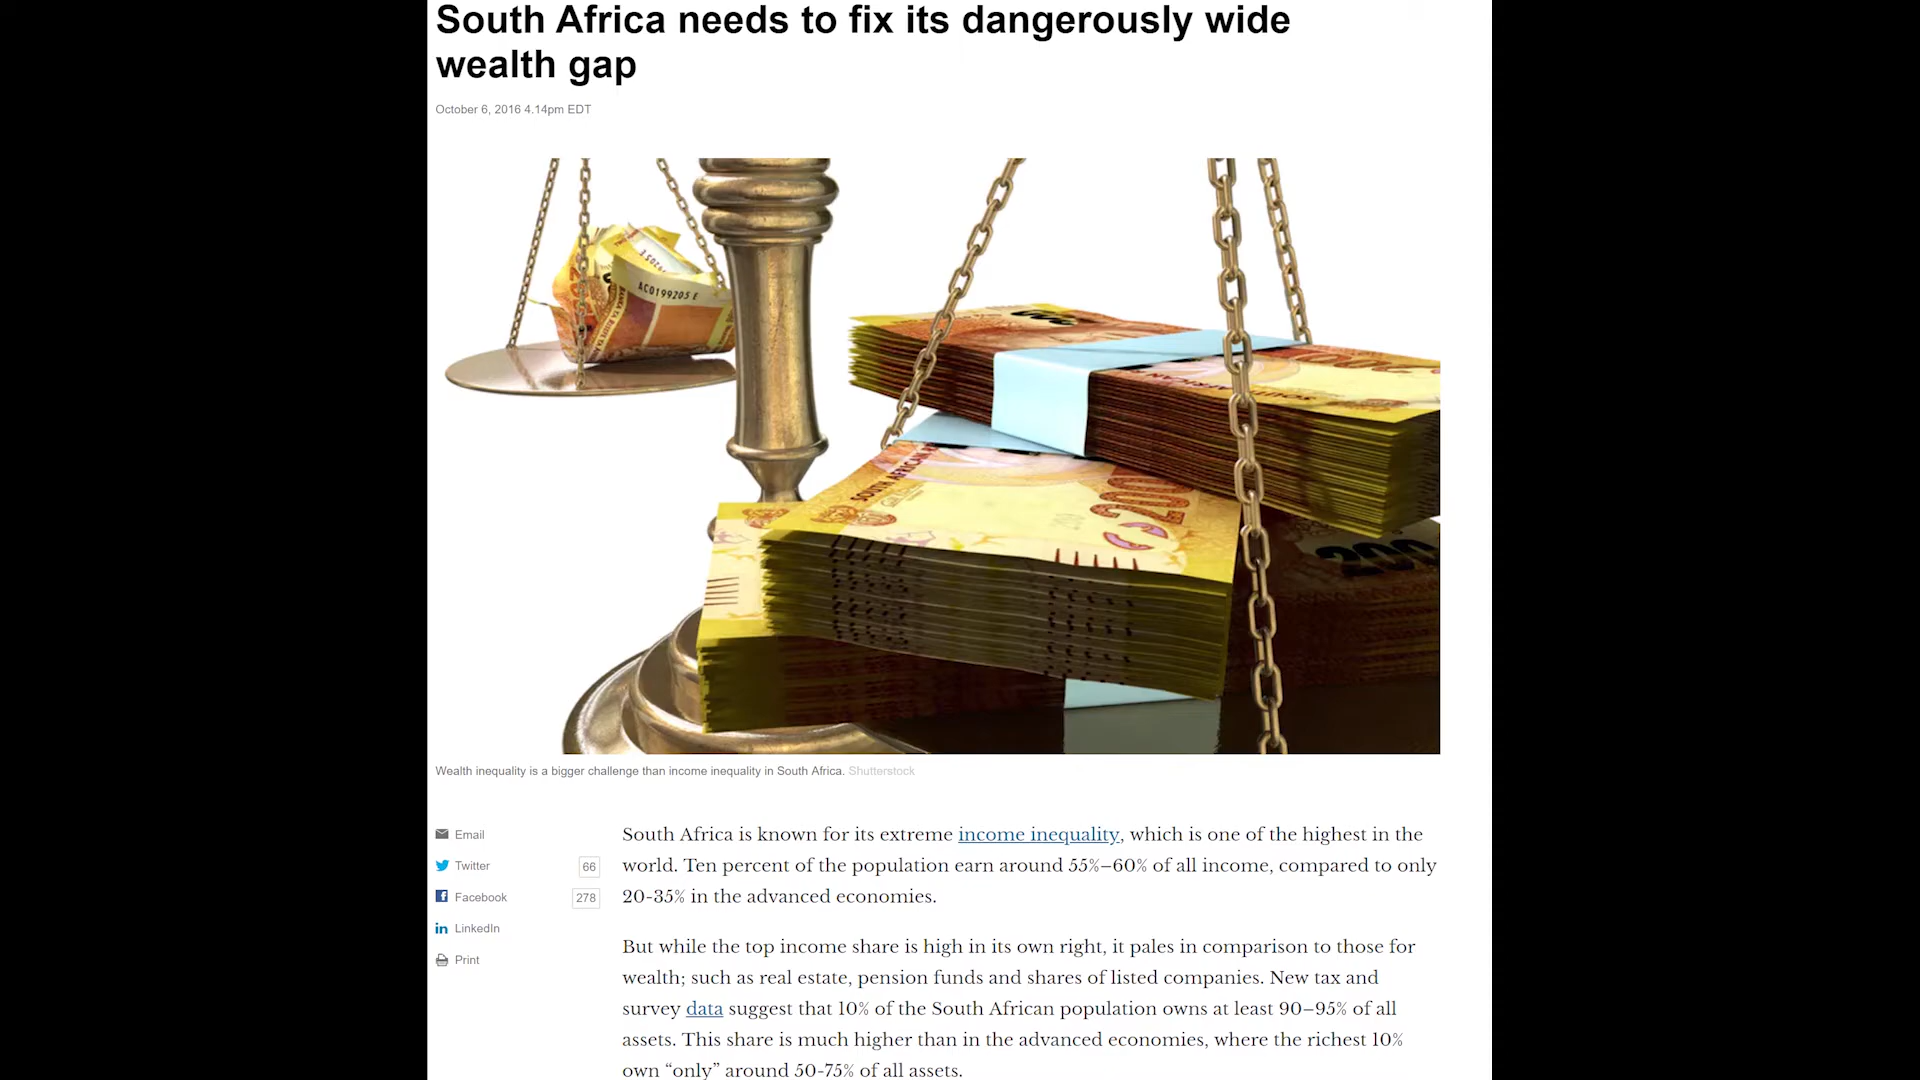 South Africa needs to fix its dangerously wide
wealth gap
October 6, 2016 4.14pm EDT
AC0199205 E
SOUTH AFRICAN
200
200
Wealth inequality is a bigger challenge than income inequality in South Africa. Shutterstock
Email
Twitter 66
Facebook 278
LinkedIn
Print
South Africa is known for its extreme income inequality, which is one of the highest in the
world. Ten percent of the population earn around 55%–60% of all income, compared to only
20-35% in the advanced economies.
But while the top income share is high in its own right, it pales in comparison to those for
wealth; such as real estate, pension funds and shares of listed companies. New tax and
survey data suggest that 10% of the South African population owns at least 90–95% of all
assets. This share is much higher than in the advanced economies, where the richest 10%
own “only” around 50-75% of all assets.